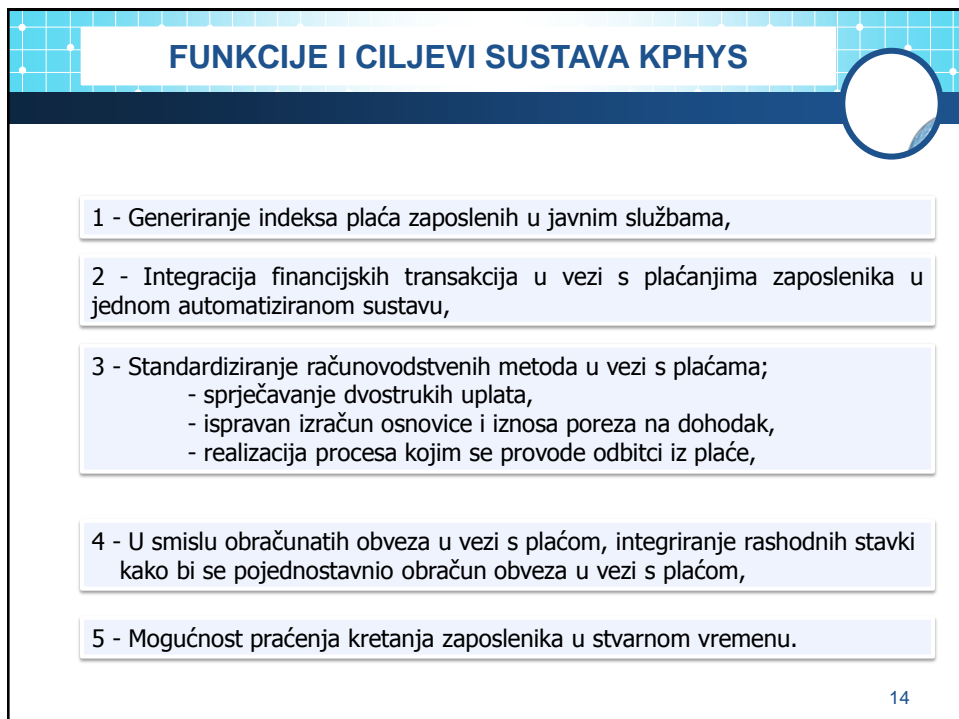 FUNKCIJE I CILJEVI SUSTAVA KPHYS
1 - Generiranje indeksa plaća zaposlenih u javnim službama,
2 - Integracija financijskih transakcija u vezi s plaćanjima zaposlenika u
jednom automatiziranom sustavu,
3 - Standardiziranje računovodstvenih metoda u vezi s plaćama;
- sprječavanje dvostrukih uplata,
- ispravan izračun osnovice i iznosa poreza na dohodak,
- realizacija procesa kojim se provode odbitci iz plaće,
4 - U smislu obračunatih obveza u vezi s plaćom, integriranje rashodnih stavki
kako bi se pojednostavnio obračun obveza u vezi s plaćom,
5 - Mogućnost praćenja kretanja zaposlenika u stvarnom vremenu.
14